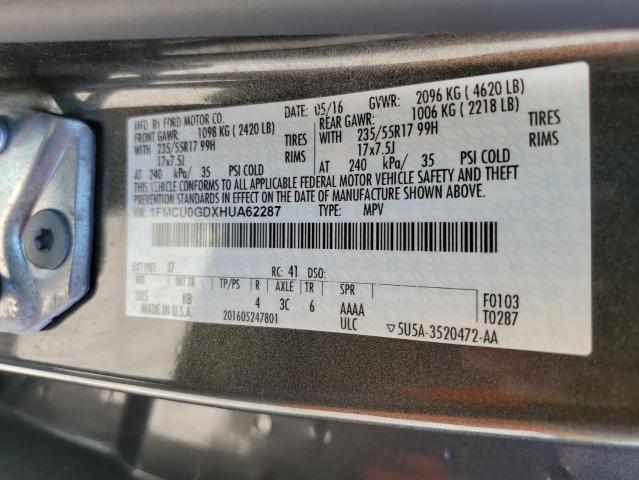 MFD. BY FORD MOTOR CO.
DATE: 05/16 GVWR: 2096 KG ( 4620 LB)
FRONT GAWR: 1098 KG ( 2420 LB) REAR GAWR: 1006 KG ( 2218 LB)
WITH 235/55R17 99H TIRES WITH 235/55R17 99H TIRES
17x7.5J RIMS 17x7.5J RIMS
AT 240 kPa/ 35 PSI COLD AT 240 kPa/ 35 PSI COLD
THIS VEHICLE CONFORMS TO ALL APPLICABLE FEDERAL MOTOR VEHICLE SAFETY AND THEFT
PREVENTION STANDARDS IN EFFECT ON THE DATE OF MANUFACTURE SHOWN ABOVE.
VIN: 1FMCU0GDXHUA62287 TYPE: MPV
EXT PNT: J7 RC: 41 DSO:
WB INT TR TP/PS R AXLE TR SPR
105 KB 4 3C 6 AAAA F0103
MADE IN U.S.A. 201605247801 ULC T0287
▽5U5A-3520472-AA